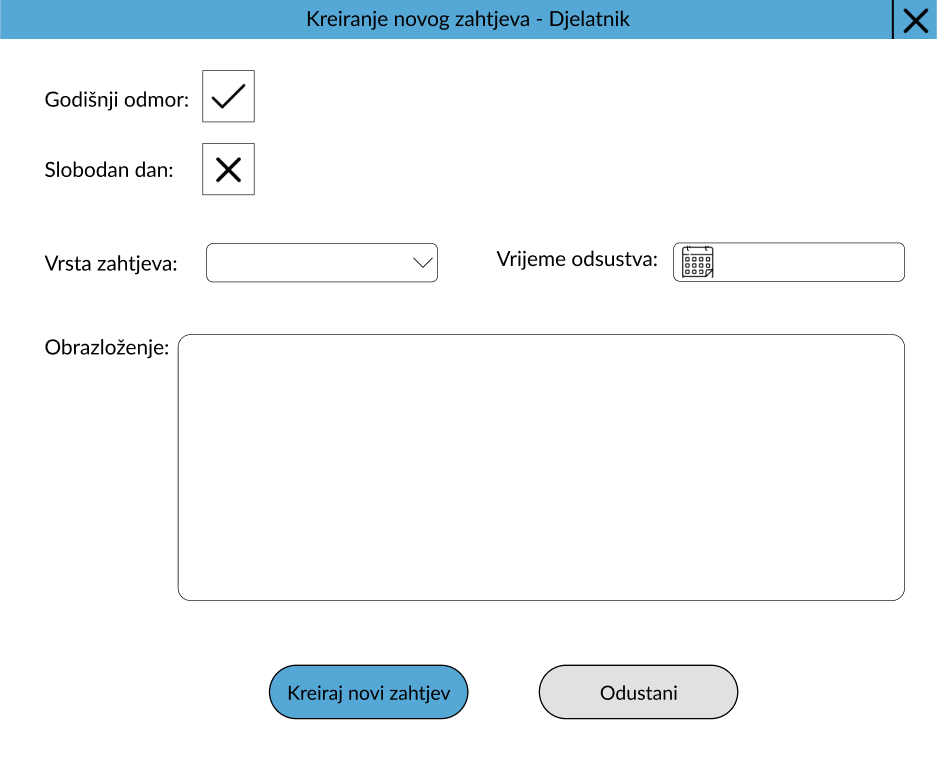 Kreiranje novog zahtjeva - Djelatnik
Godišnji odmor:
Slobodan dan:
Vrsta zahtjeva:
Vrijeme odsustva:
Obrazloženje:
Kreiraj novi zahtjev
Odustani